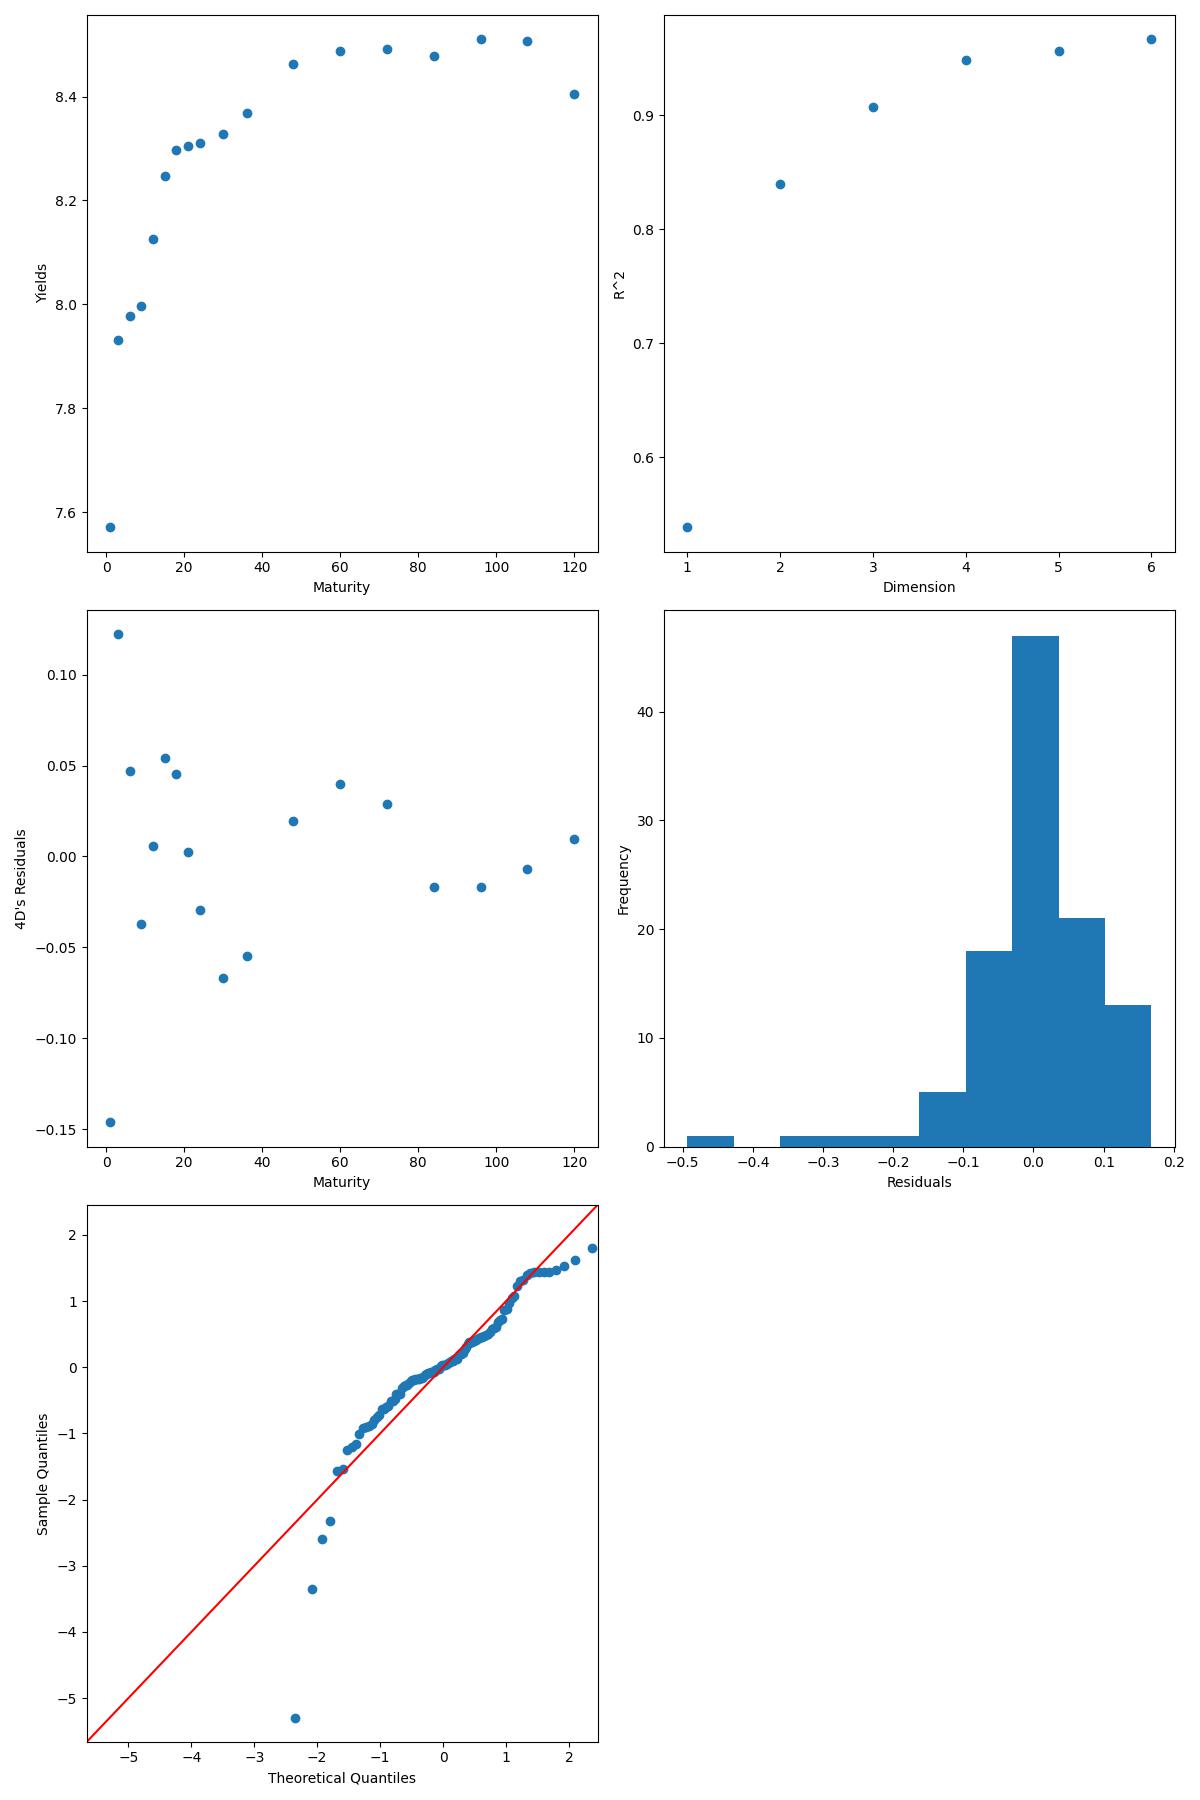 8.4
8.2
8.0
7.8
7.6
Yields
0 20 40 60 80 100 120
Maturity
0.9
0.8
0.7
0.6
R^2
1 2 3 4 5 6
Dimension
0.10
0.05
0.00
−0.05
−0.10
−0.15
4D's Residuals
0 20 40 60 80 100 120
Maturity
40
30
20
10
0
Frequency
−0.5 −0.4 −0.3 −0.2 −0.1 0.0 0.1 0.2
Residuals
2
1
0
−1
−2
−3
−4
−5
Sample Quantiles
−5 −4 −3 −2 −1 0 1 2
Theoretical Quantiles